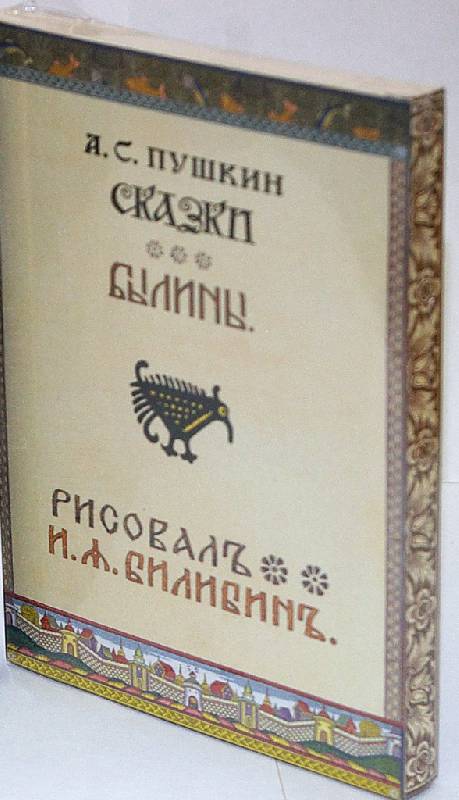 А. С. ПУШКИН
СКАЗКИ
БЫЛИНЫ.
РИСОВАЛЪ
И. Ѧ. БИЛИБИНЪ.